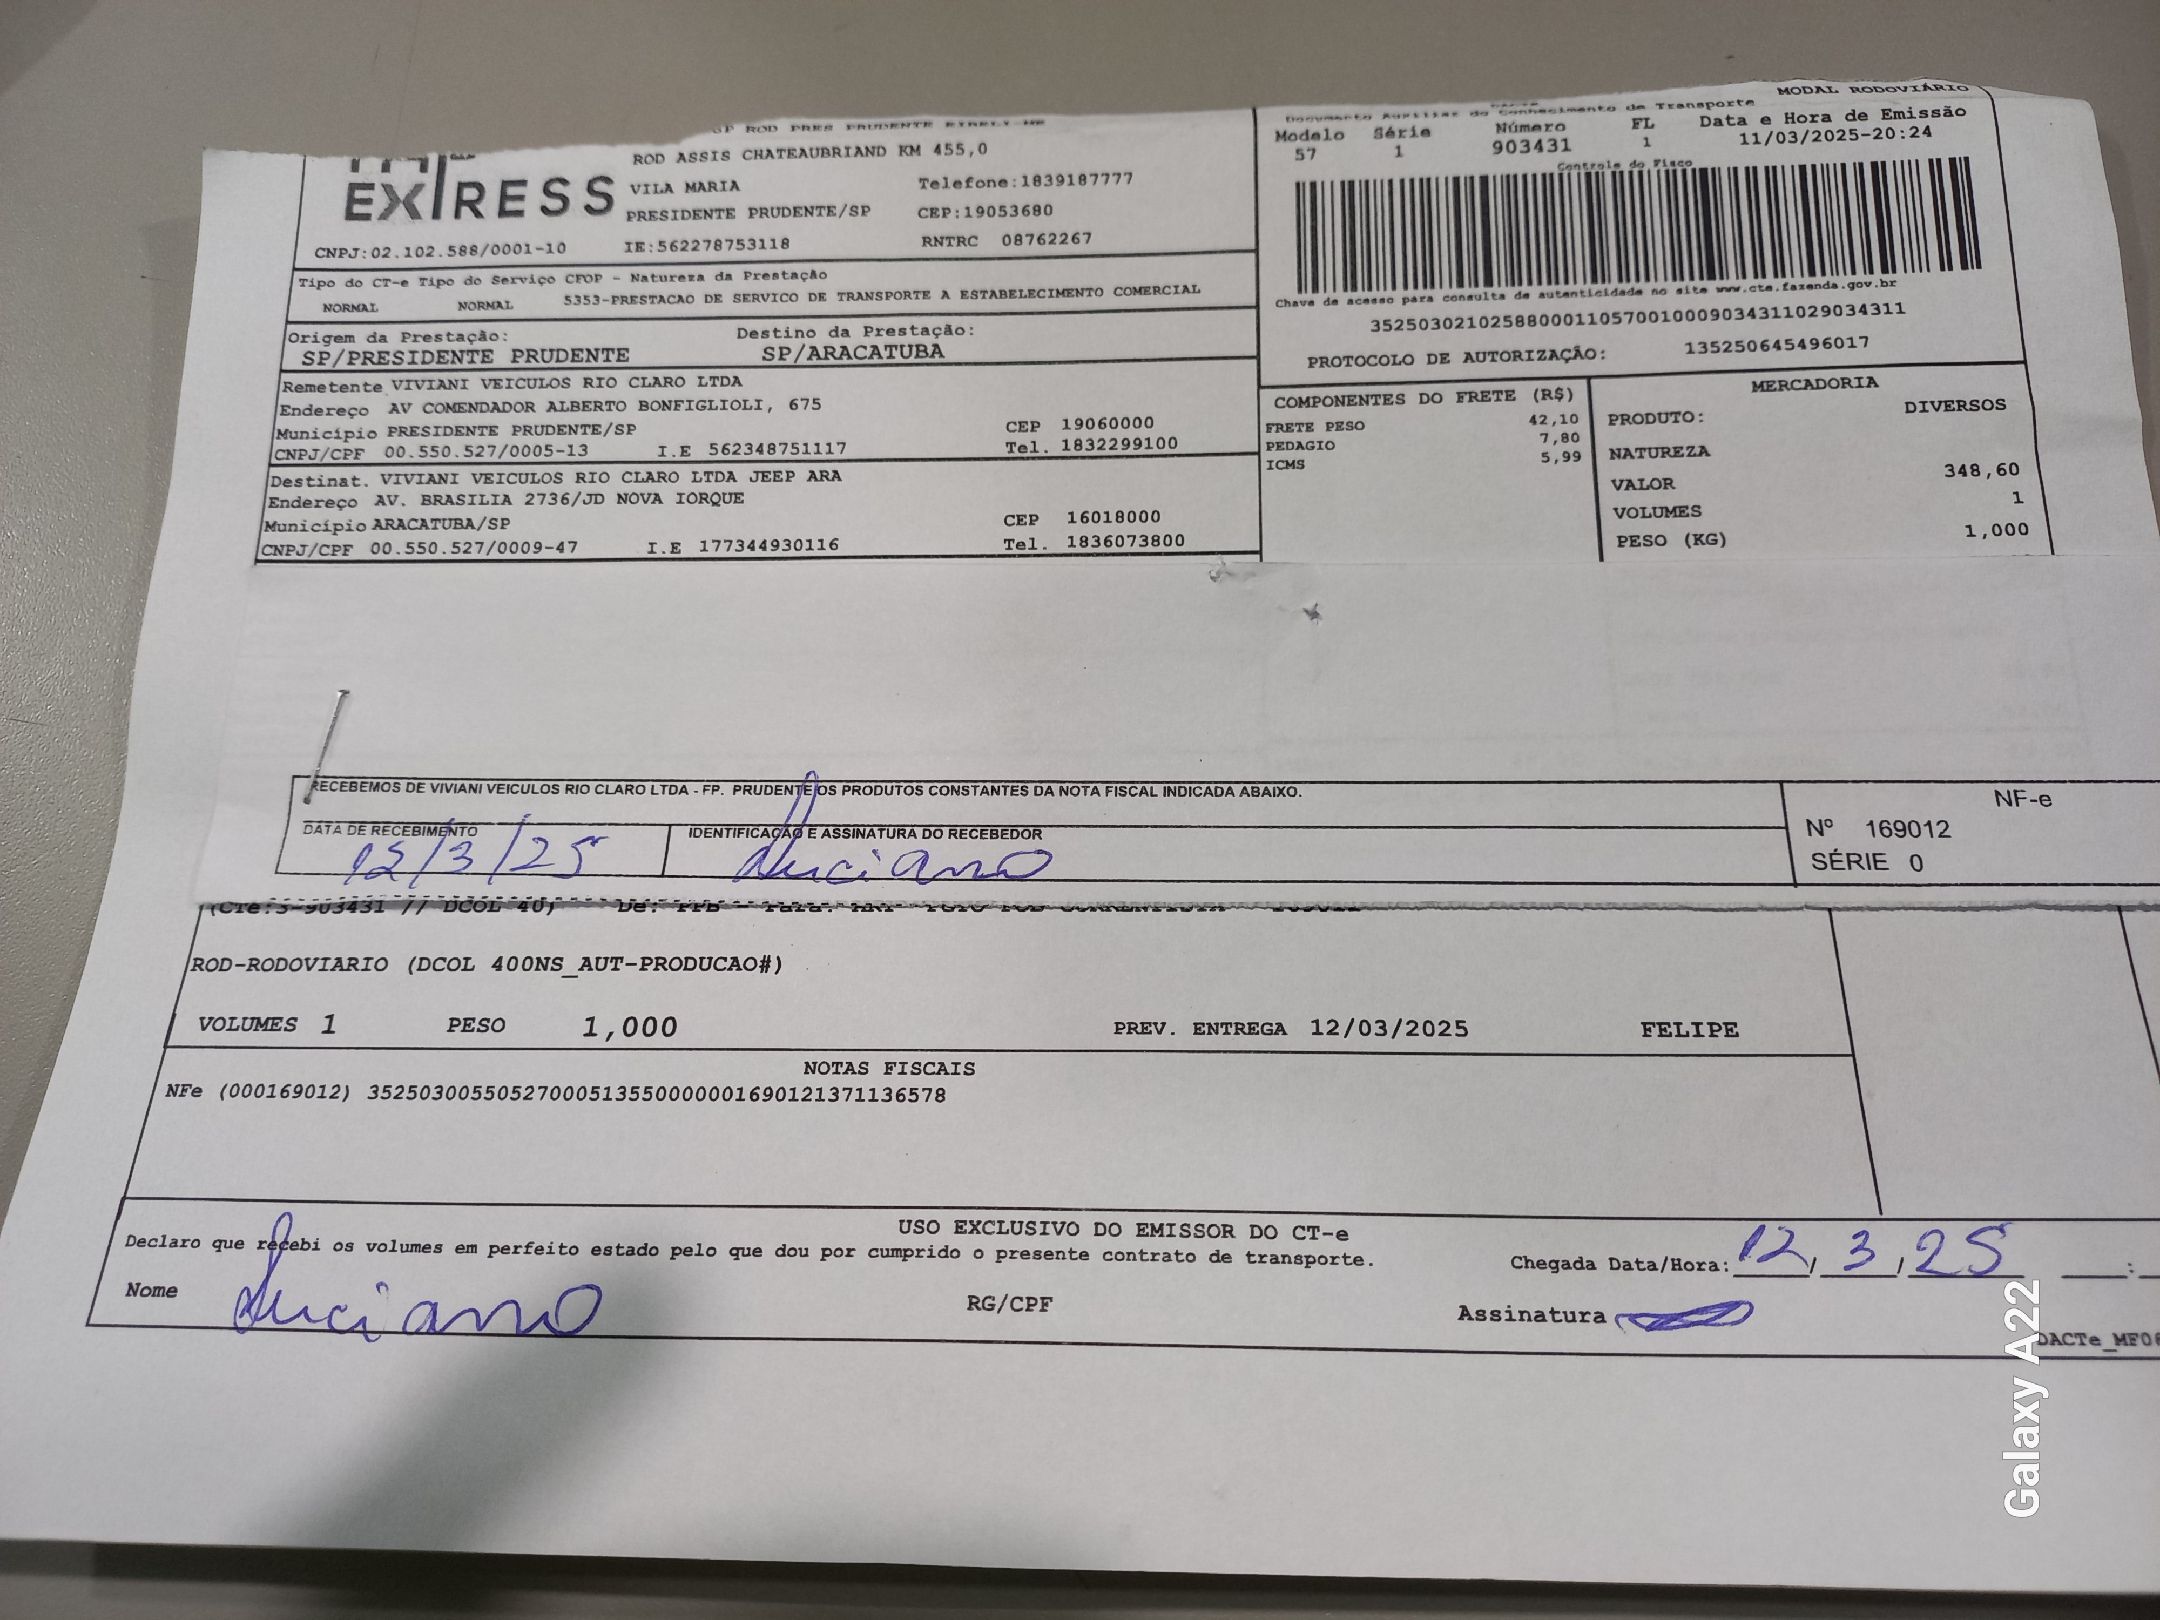 MODAL RODOVIÁRIO
Documento Auxiliar do Conhecimento de Transporte
ROD PRES PRUDENTE
Modelo Série Número FL Data e Hora de Emissão
57 1 903431 1 11/03/2025-20:24
Controle do Fisco
EXPRESS
ROD ASSIS CHATEAUBRIAND KM 455,0
VILA MARIA Telefone:1839187777
PRESIDENTE PRUDENTE/SP CEP:19053680
CNPJ:02.102.588/0001-10 IE:562278753118 RNTRC 08762267
Tipo do CT-e Tipo do Serviço CFOP - Natureza da Prestação
NORMAL NORMAL 5353-PRESTACAO DE SERVICO DE TRANSPORTE A ESTABELECIMENTO COMERCIAL
Chave de acesso para consulta de autenticidade no site www.cte.fazenda.gov.br
35250302102588000110570010009034311029034311
PROTOCOLO DE AUTORIZAÇÃO: 135250645496017
Origem da Prestação: Destino da Prestação:
SP/PRESIDENTE PRUDENTE SP/ARACATUBA
Remetente VIVIANI VEICULOS RIO CLARO LTDA
Endereço AV COMENDADOR ALBERTO BONFIGLIOLI, 675
Município PRESIDENTE PRUDENTE/SP CEP 19060000
CNPJ/CPF 00.550.527/0005-13 I.E 562348751117 Tel. 1832299100
Destinat. VIVIANI VEICULOS RIO CLARO LTDA JEEP ARA
Endereço AV. BRASILIA 2736/JD NOVA IORQUE
Município ARACATUBA/SP CEP 16018000
CNPJ/CPF 00.550.527/0009-47 I.E 177344930116 Tel. 1836073800
COMPONENTES DO FRETE (R$)
FRETE PESO 42,10
PEDAGIO 7,80
ICMS 5,99
MERCADORIA
PRODUTO: DIVERSOS
NATUREZA
VALOR 348,60
VOLUMES 1
PESO (KG) 1,000
RECEBEMOS DE VIVIANI VEICULOS RIO CLARO LTDA - FP. PRUDENTE OS PRODUTOS CONSTANTES DA NOTA FISCAL INDICADA ABAIXO.
DATA DE RECEBIMENTO IDENTIFICAÇÃO E ASSINATURA DO RECEBEDOR
12/3/25 Luciano
NF-e
Nº 169012
SÉRIE 0
(CTe:S-903431 // DCOL 40)
ROD-RODOVIARIO (DCOL 400NS_AUT-PRODUCAO#)
VOLUMES 1 PESO 1,000 PREV. ENTREGA 12/03/2025 FELIPE
NOTAS FISCAIS
NFe (000169012) 35250300550527000513550000001690121371136578
USO EXCLUSIVO DO EMISSOR DO CT-e
Declaro que recebi os volumes em perfeito estado pelo que dou por cumprido o presente contrato de transporte.
Chegada Data/Hora: 12/3/25 :
Nome Luciano RG/CPF Assinatura
DACTe_MF06
Galaxy A22